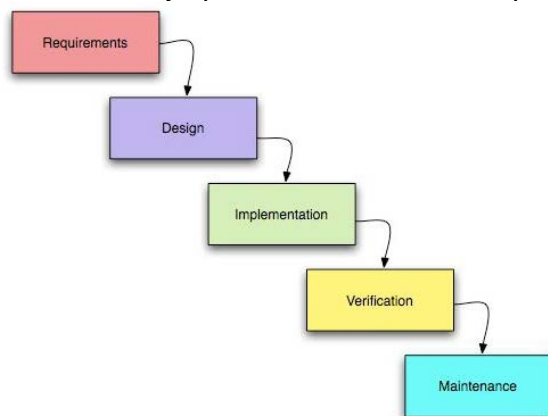 Requirements
Design
Implementation
Verification
Maintenance